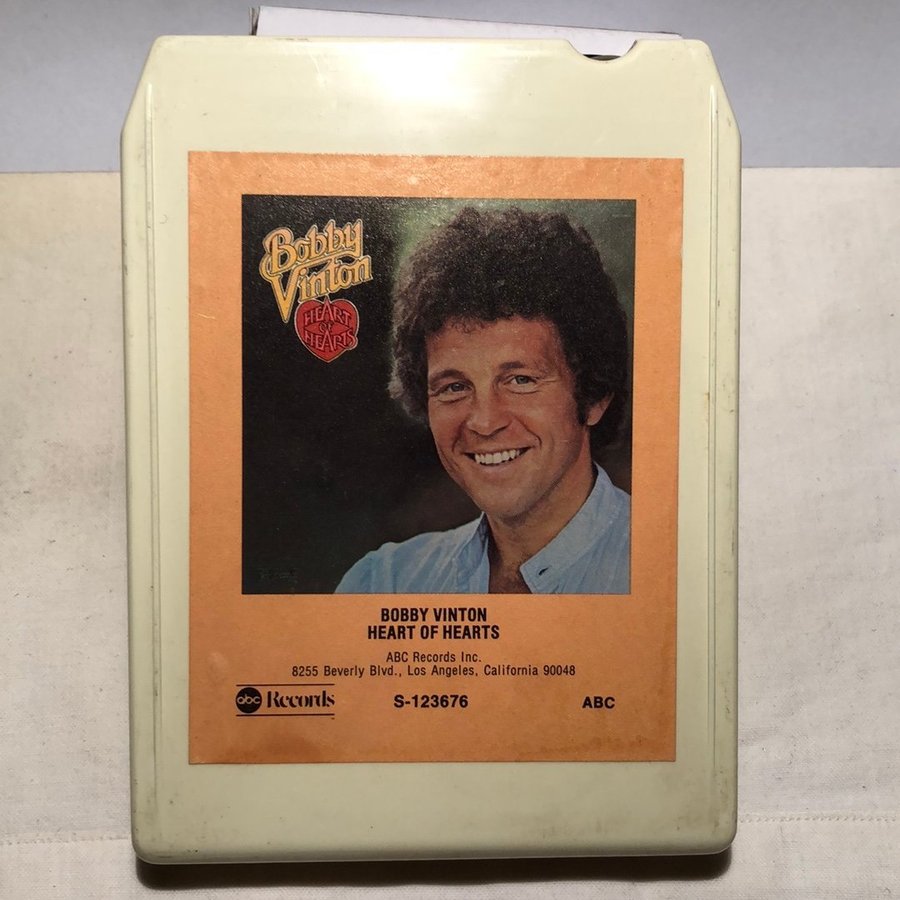 Bobby
Vinton
HEART
OF
HEARTS
BOBBY VINTON
HEART OF HEARTS
ABC Records Inc.
8255 Beverly Blvd., Los Angeles, California 90048
abc Records S-123676 ABC